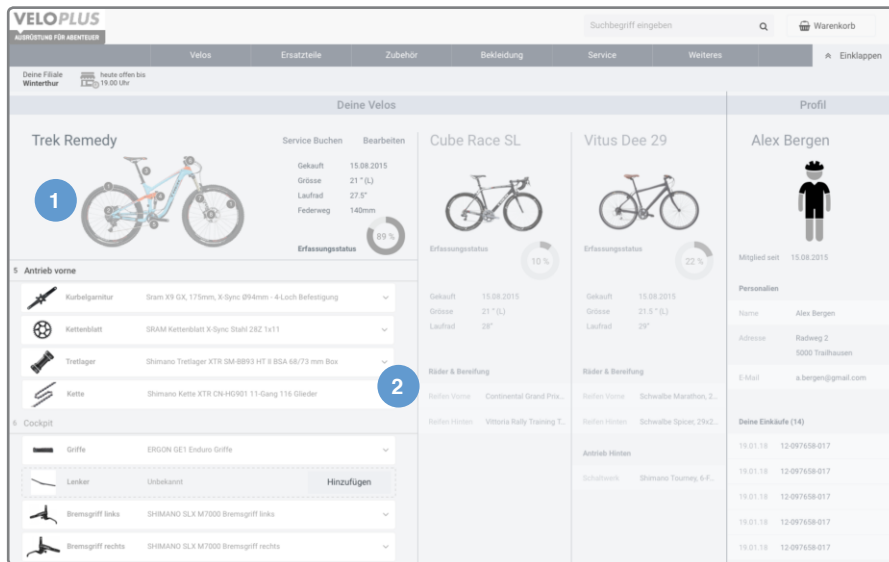 VELOPLUS
AUSRÜSTUNG FÜR ABENTEUER
Suchbegriff eingeben
Warenkorb
Velos Ersatzteile Zubehör Bekleidung Service Weiteres Einklappen
Deine Filiale
Winterthur
heute offen bis
19.00 Uhr
Deine Velos
Profil
Trek Remedy
Service Buchen Bearbeiten
Gekauft 15.08.2015
Grösse 21 " (L)
Laufrad 27.5"
Federweg 140mm
Erfassungsstatus 89 %
1
5 Antrieb vorne
Kurbelgarnitur Sram X9 GX, 175mm, X-Sync Ø94mm - 4-Loch Befestigung
Kettenblatt SRAM Kettenblatt X-Sync Stahl 28Z 1x11
Tretlager Shimano Tretlager XTR SM-BB93 HT II BSA 68/73 mm Box
Kette Shimano Kette XTR CN-HG901 11-Gang 116 Glieder
2
6 Cockpit
Griffe ERGON GE1 Enduro Griffe
Lenker Unbekannt Hinzufügen
Bremsgriff links SHIMANO SLX M7000 Bremsgriff links
Bremsgriff rechts SHIMANO SLX M7000 Bremsgriff rechts
Cube Race SL
Erfassungsstatus
10 %
Gekauft 15.08.2015
Grösse 21 " (L)
Laufrad 28"
Räder & Bereifung
Reifen Vorne Continental Grand Prix...
Reifen Hinten Vittoria Rally Training T...
Vitus Dee 29
Erfassungsstatus
22 %
Gekauft 15.08.2015
Grösse 21.5 " (L)
Laufrad 29"
Räder & Bereifung
Reifen Vorne Schwalbe Marathon, 2...
Reifen Hinten Schwalbe Spicer, 29x2...
Antrieb Hinten
Schaltwerk Shimano Tourney, 6-F...
Alex Bergen
Mitglied seit 15.08.2015
Personalien
Name Alex Bergen
Adresse Radweg 2
5000 Trailhausen
E.Mail a.bergen@gmail.com
Deine Einkäufe (14)
19.01.18 12-097658-017
19.01.18 12-097658-017
19.01.18 12-097658-017
19.01.18 12-097658-017
19.01.18 12-097658-017